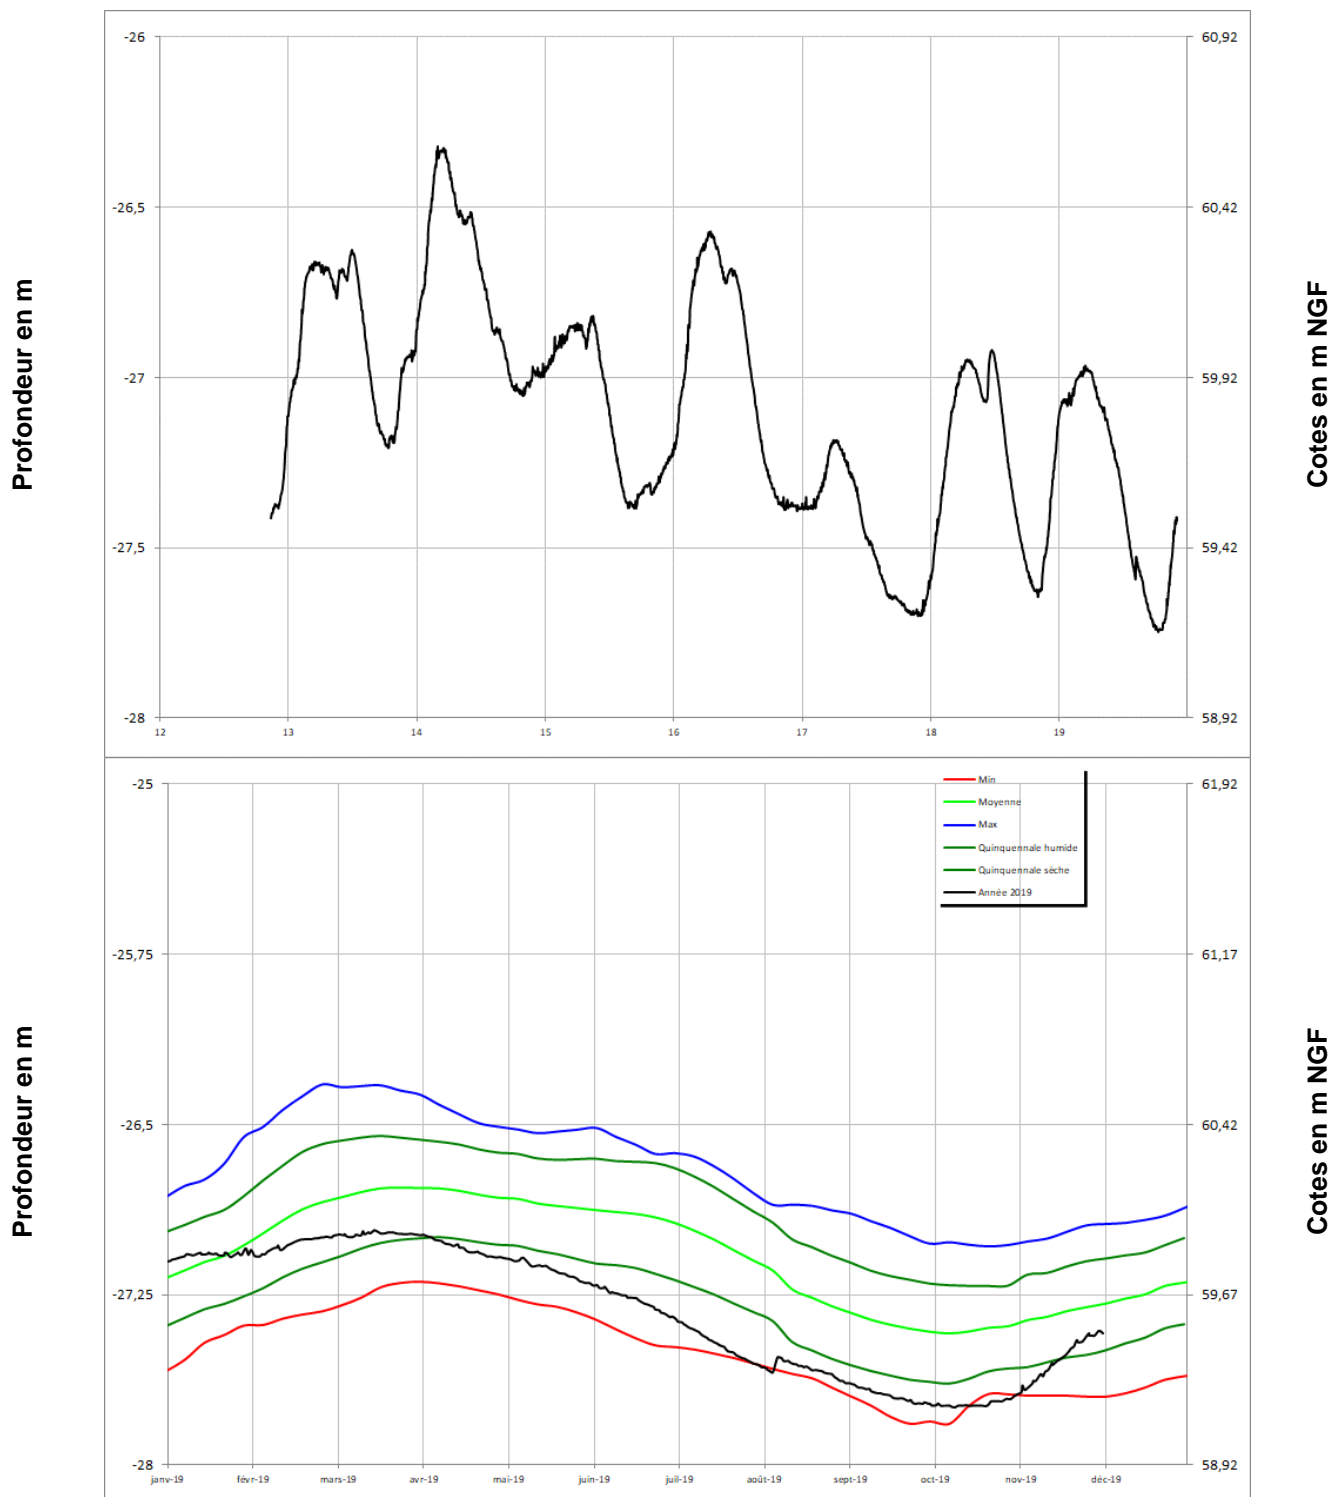 -26
60,92
-26,5
60,42
Profondeur en m
-27
59,92
Cotes en m NGF
-27,5
59,42
-28
58,92
12
13
14
15
16
17
18
19
-25
61,92
Min
Moyenne
Max
Quinquennale humide
Quinquennale sèche
Année 2019
-25,75
61,17
Profondeur en m
-26,5
60,42
Cotes en m NGF
-27,25
59,67
-28
58,92
janv-19
févr-19
mars-19
avr-19
mai-19
juin-19
juil-19
août-19
sept-19
oct-19
nov-19
déc-19